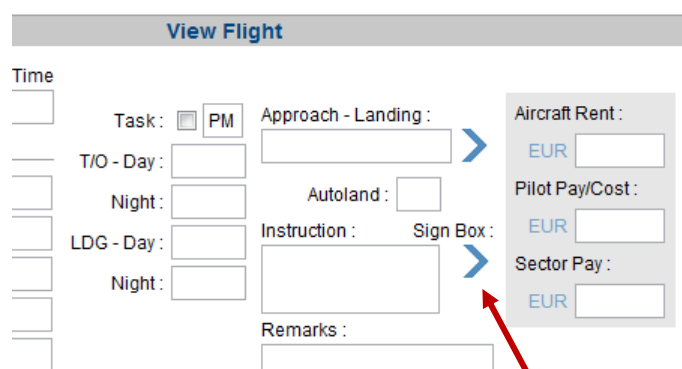 View Flight
Time
Task : PM
T/O - Day :
Night :
LDG - Day :
Night :
Approach - Landing :
Autoland :
Instruction : Sign Box :
Remarks :
Aircraft Rent :
EUR
Pilot Pay/Cost :
EUR
Sector Pay :
EUR